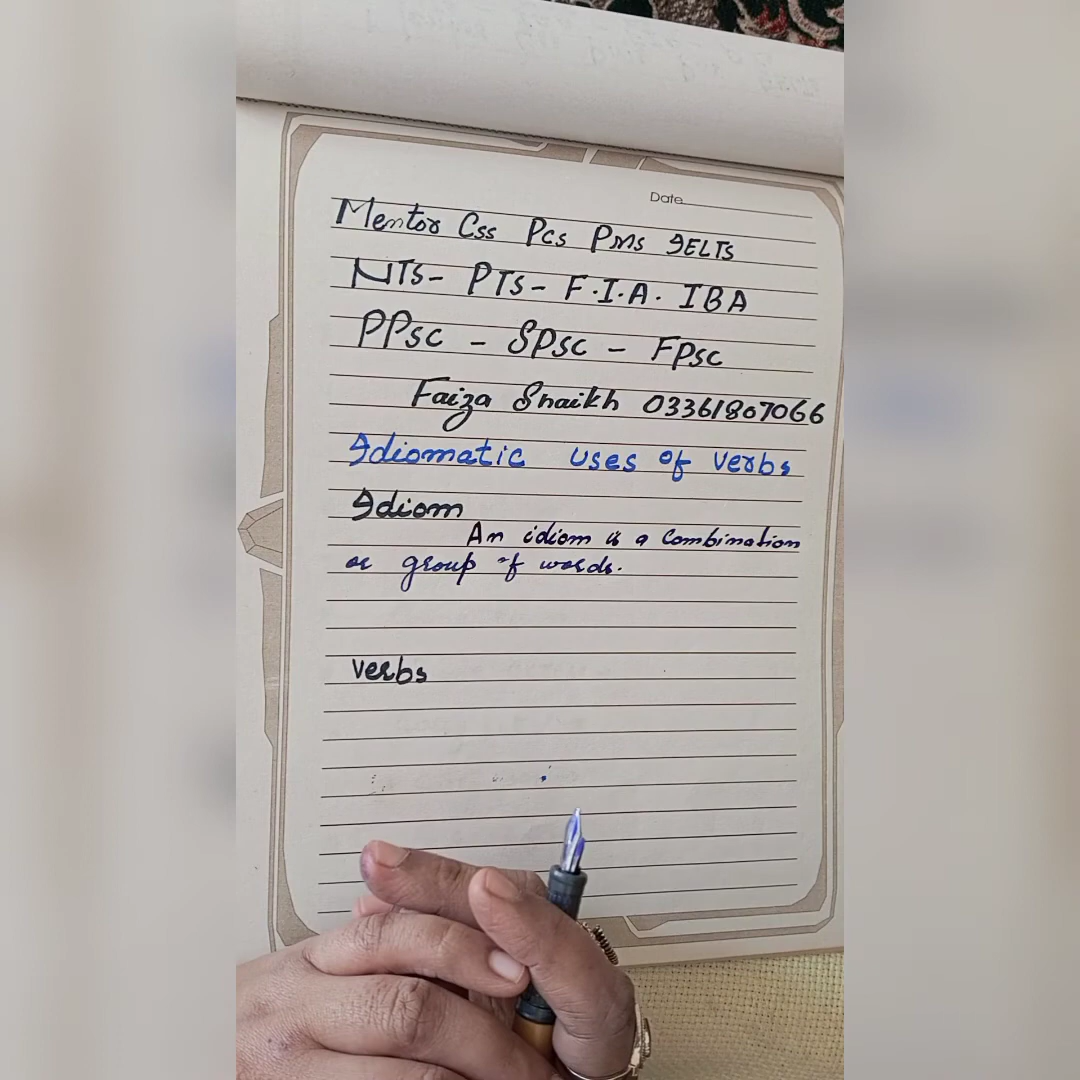 Date
Mentor Css Pcs PMs IELTS
NTS- PTS- F.I.A. IBA
PPsc - SPsc - FPsc
Faiza Shaikh 03361807066
Idiomatic uses of verbs
Idiom
An idiom is a combination
or group of words.
verbs